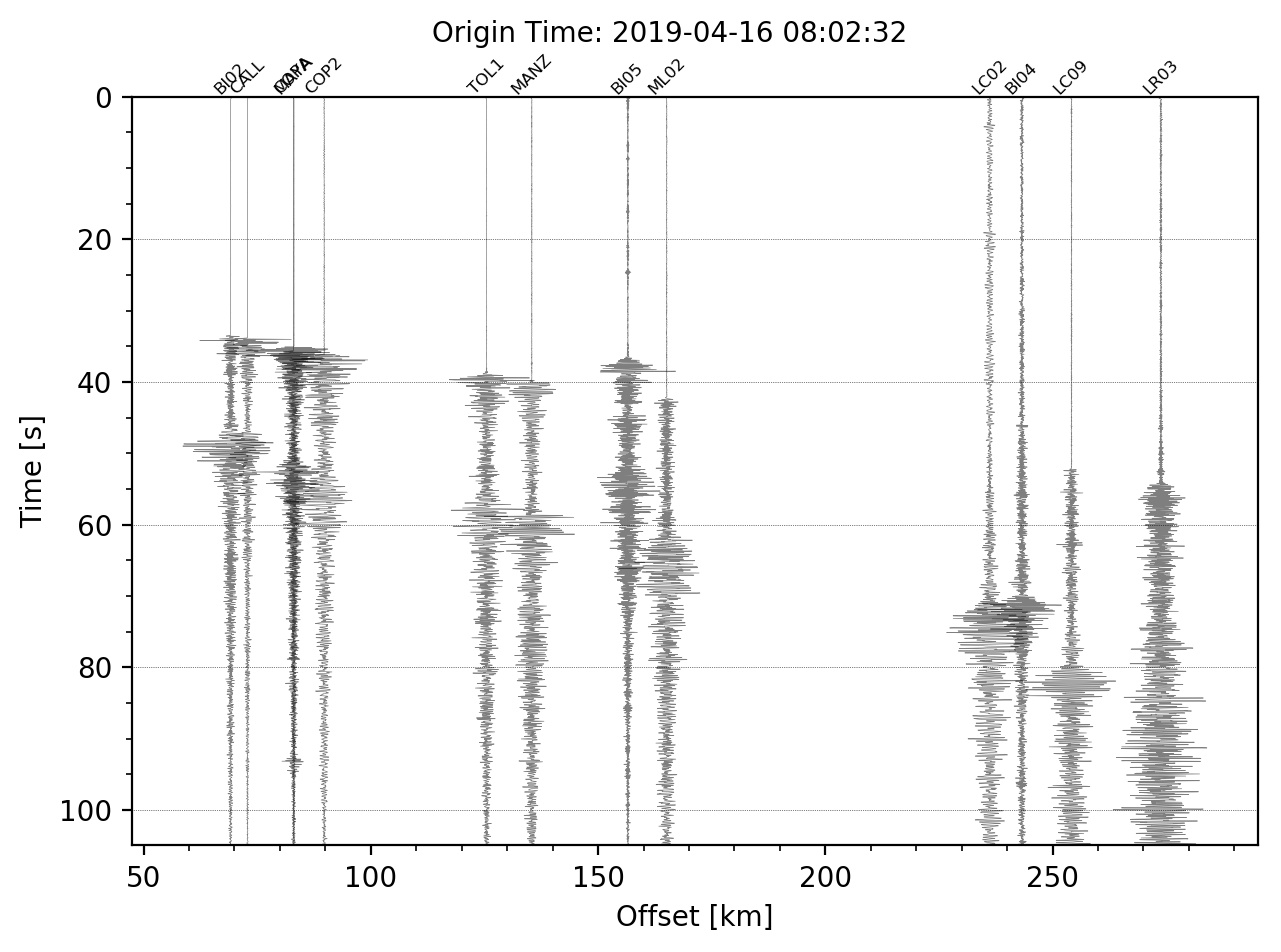 Origin Time: 2019-04-16 08:02:32
BI02 CALL COP2 TOL1 MANZ BI05 ML02 LC02 BI04 LC09 LR03
0
20
40
60
80
100
Time [s]
50 100 150 200 250
Offset [km]